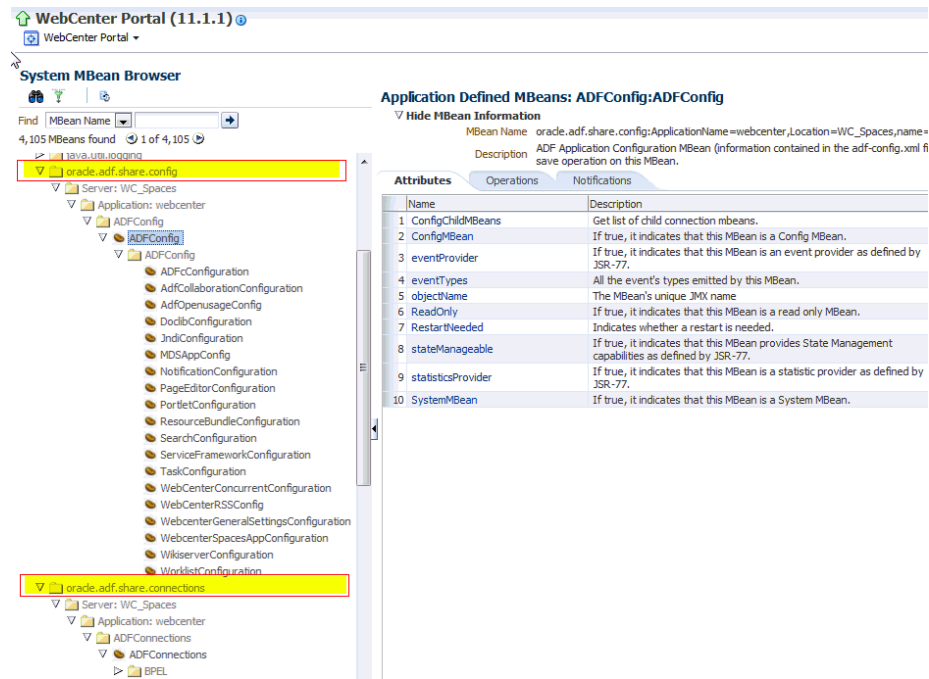 WebCenter Portal (11.1.1)
WebCenter Portal
System MBean Browser
Find MBean Name
4,105 MBeans found 1 of 4,105
java.util.logging
oracle.adf.share.config
Server: WC_Spaces
Application: webcenter
ADFConfig
ADFConfig
ADFConfig
ADFcConfiguration
AdfCollaborationConfiguration
AdfOpenusageConfig
DoclibConfiguration
JndiConfiguration
MDSAppConfig
NotificationConfiguration
PageEditorConfiguration
PortletConfiguration
ResourceBundleConfiguration
SearchConfiguration
ServiceFrameworkConfiguration
TaskConfiguration
WebCenterConcurrentConfiguration
WebCenterRSSConfig
WebcenterGeneralSettingsConfiguration
WebcenterSpacesAppConfiguration
WikiserverConfiguration
WorklistConfiguration
oracle.adf.share.connections
Server: WC_Spaces
Application: webcenter
ADFConnections
ADFConnections
BPEL
Application Defined MBeans: ADFConfig:ADFConfig
Hide MBean Information
MBean Name oracle.adf.share.config:ApplicationName=webcenter,Location=WC_Spaces,name=
Description ADF Application Configuration MBean (information contained in the adf-config.xml fi
save operation on this MBean.
Attributes Operations Notifications
Name Description
1 ConfigChildMBeans Get list of child connection mbeans.
2 ConfigMBean If true, it indicates that this MBean is a Config MBean.
3 eventProvider If true, it indicates that this MBean is an event provider as defined by
JSR-77.
4 eventTypes All the event's types emitted by this MBean.
5 objectName The MBean's unique JMX name
6 ReadOnly If true, it indicates that this MBean is a read only MBean.
7 RestartNeeded Indicates whether a restart is needed.
8 stateManageable If true, it indicates that this MBean provides State Management
capabilities as defined by JSR-77.
9 statisticsProvider If true, it indicates that this MBean is a statistic provider as defined by
JSR-77.
10 SystemMBean If true, it indicates that this MBean is a System MBean.